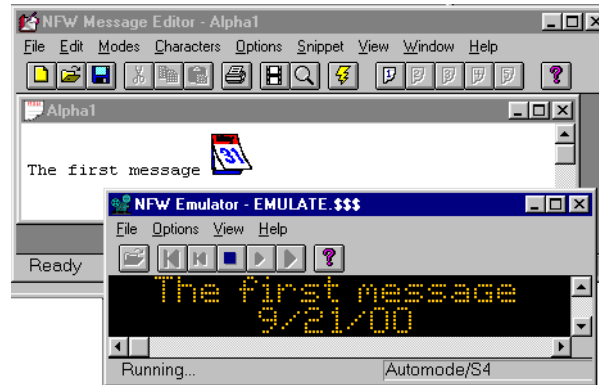 NFW Message Editor - Alpha1
File Edit Modes Characters Options Snippet View Window Help
Alpha1
The first message 31
NFW Emulator - EMULATE.$$$
File Options View Help
Ready
The first message
9/21/00
Running... Automode/S4